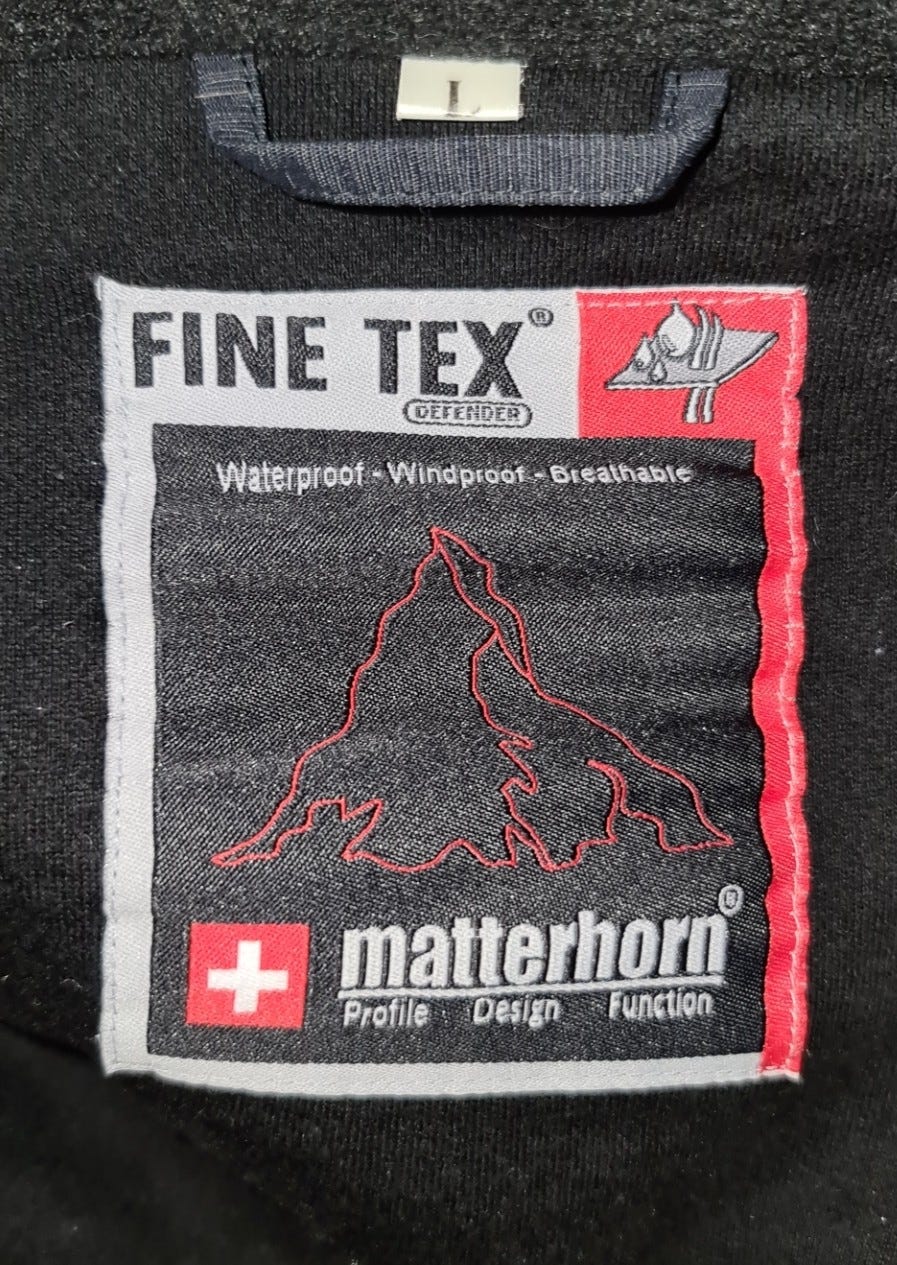 L
FINE TEX®
DEFENDER
Waterproof - Windproof - Breathable
matterhorn®
Profile Design Function